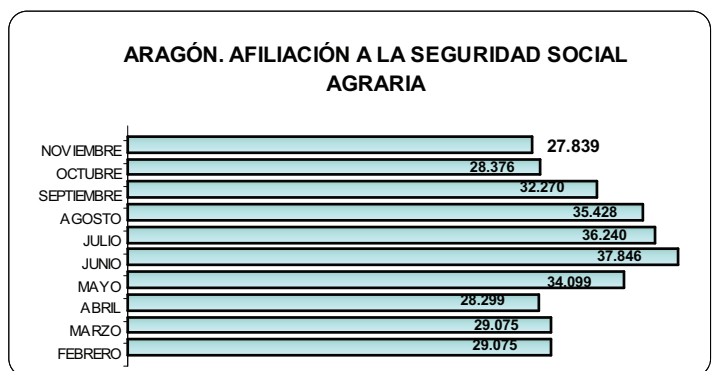 ARAGÓN. AFILIACIÓN A LA SEGURIDAD SOCIAL
AGRARIA
NOVIEMBRE 27.839
OCTUBRE 28.376
SEPTIEMBRE 32.270
AGOSTO 35.428
JULIO 36.240
JUNIO 37.846
MAYO 34.099
ABRIL 28.299
MARZO 29.075
FEBRERO 29.075